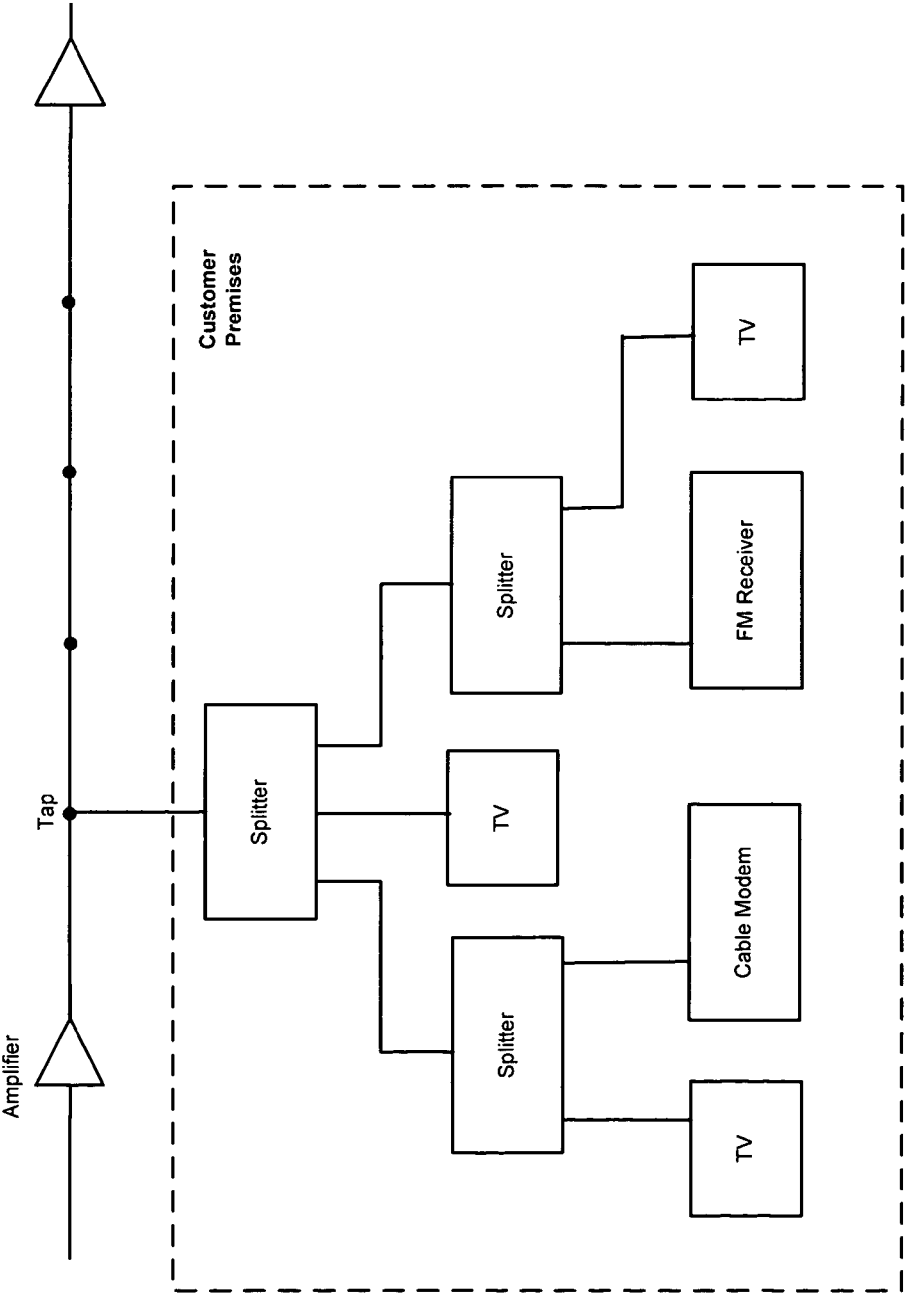 Amplifier
Tap
Customer
Premises
Splitter
Splitter
TV
Splitter
TV
Cable Modem
FM Receiver
TV